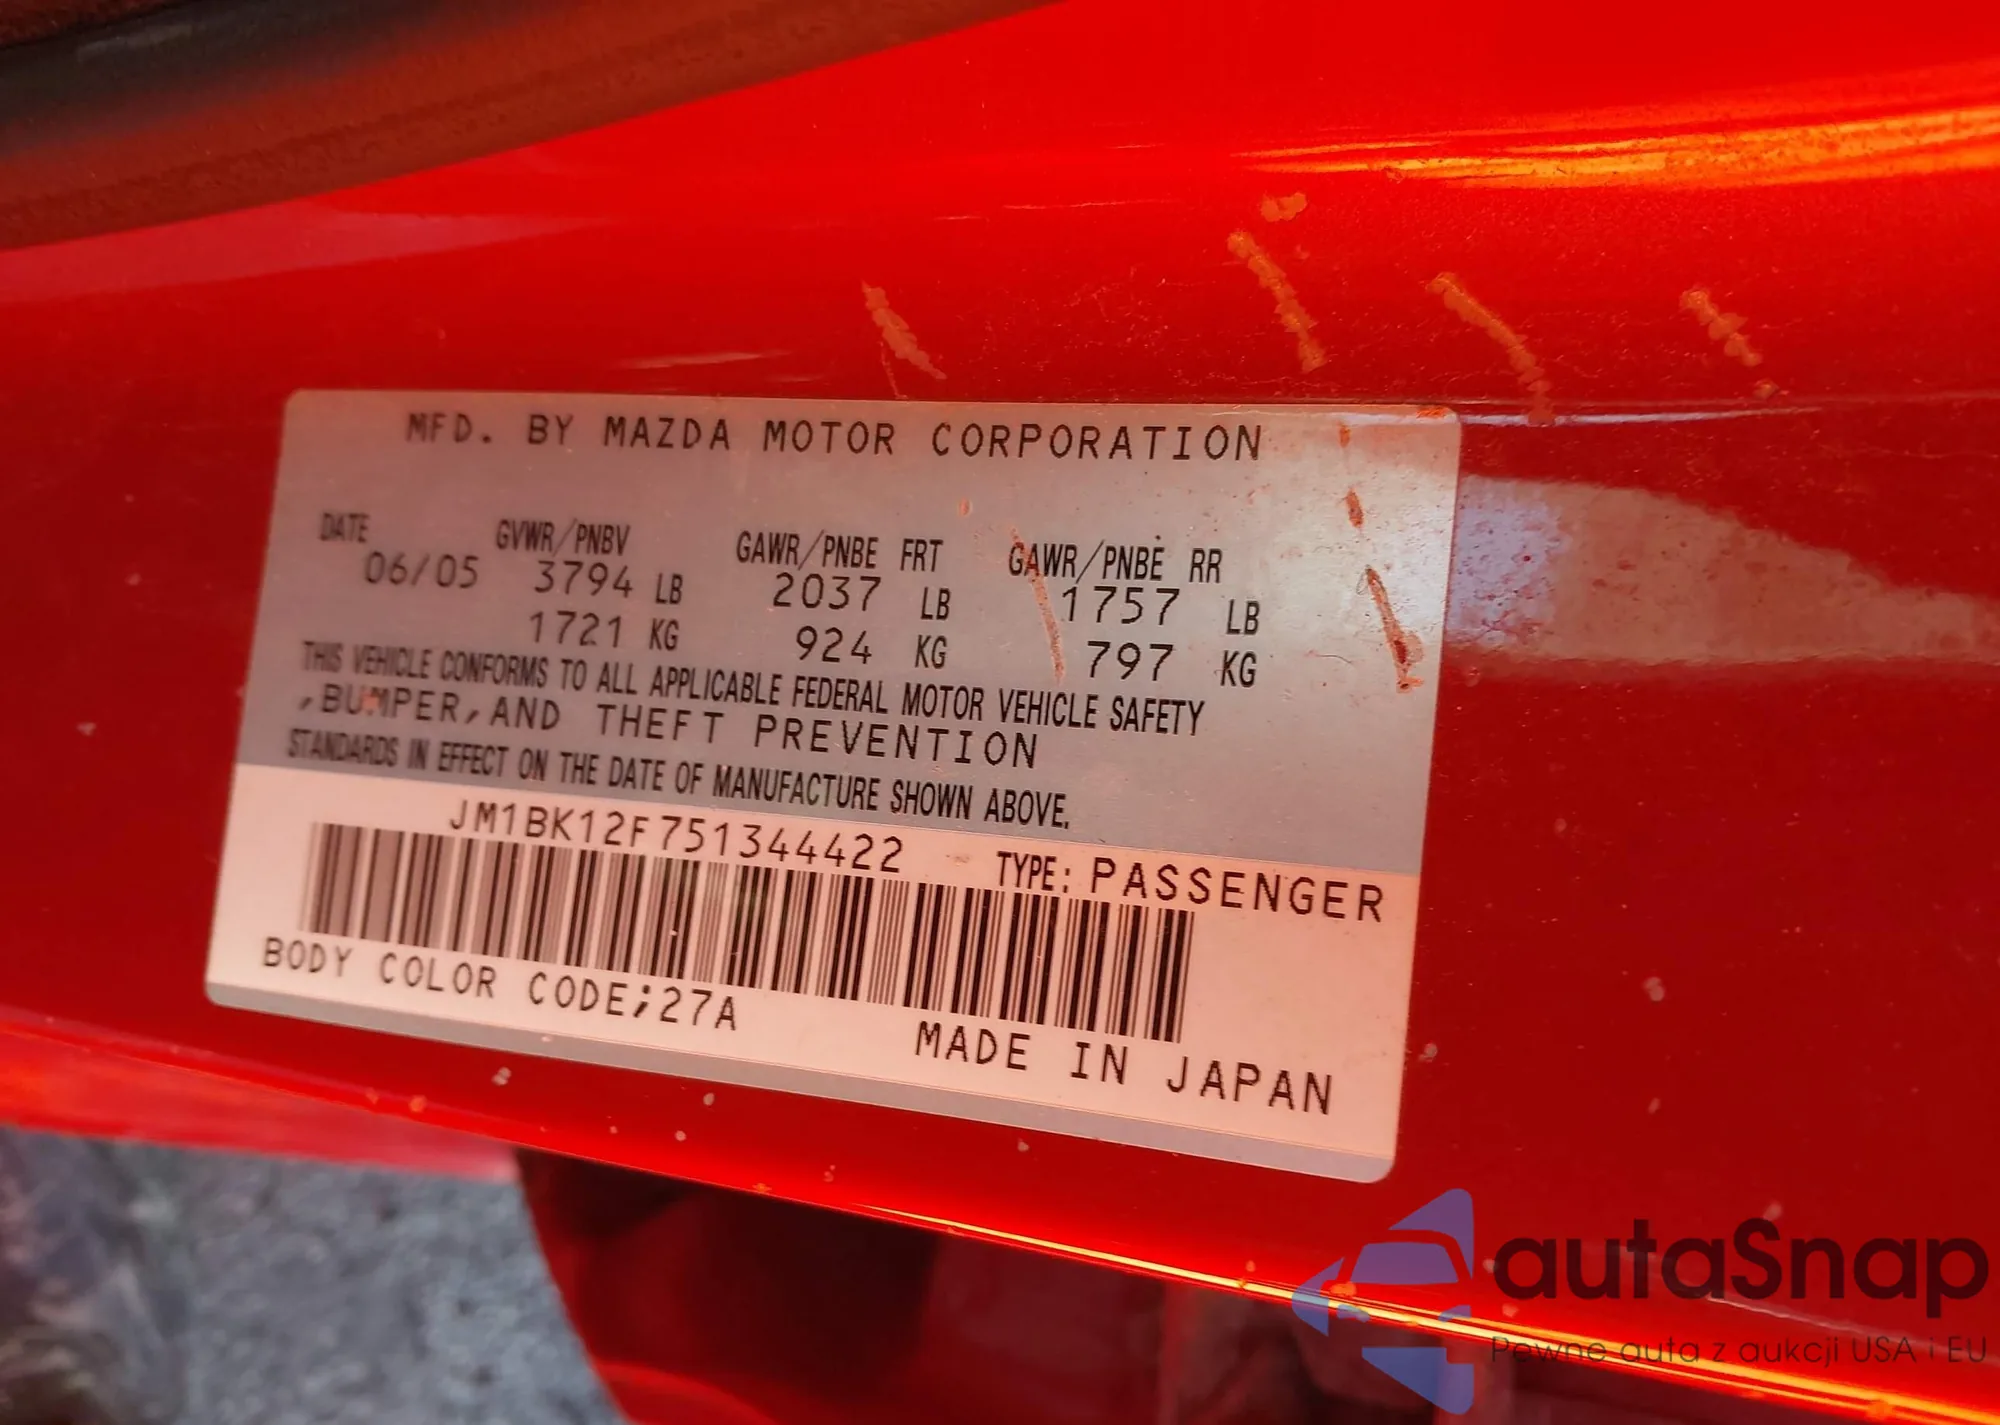 MFD. BY MAZDA MOTOR CORPORATION
DATE GVWR/PNBV GAWR/PNBE FRT GAWR/PNBE RR
06/05 3794 LB 2037 LB 1757 LB
1721 KG 924 KG 797 KG
THIS VEHICLE CONFORMS TO ALL APPLICABLE FEDERAL MOTOR VEHICLE SAFETY
,BUMPER,AND THEFT PREVENTION
STANDARDS IN EFFECT ON THE DATE OF MANUFACTURE SHOWN ABOVE.
JM1BK12F751344422 TYPE: PASSENGER
BODY COLOR CODE;27A
MADE IN JAPAN
autaSnap
Pewne auta z aukcji USA i EU